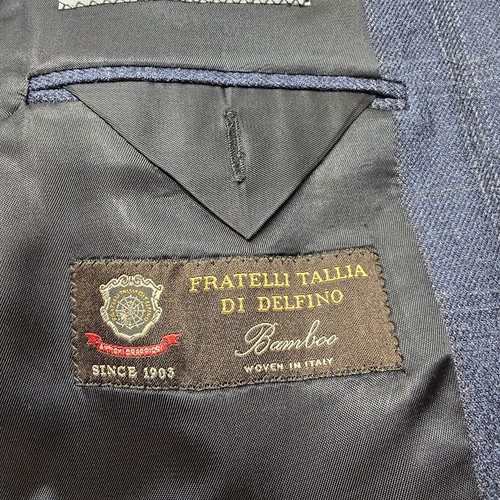 FRATELLI TALLIA
DI DELFINO
Bamboo
WOVEN IN ITALY
SINCE 1903